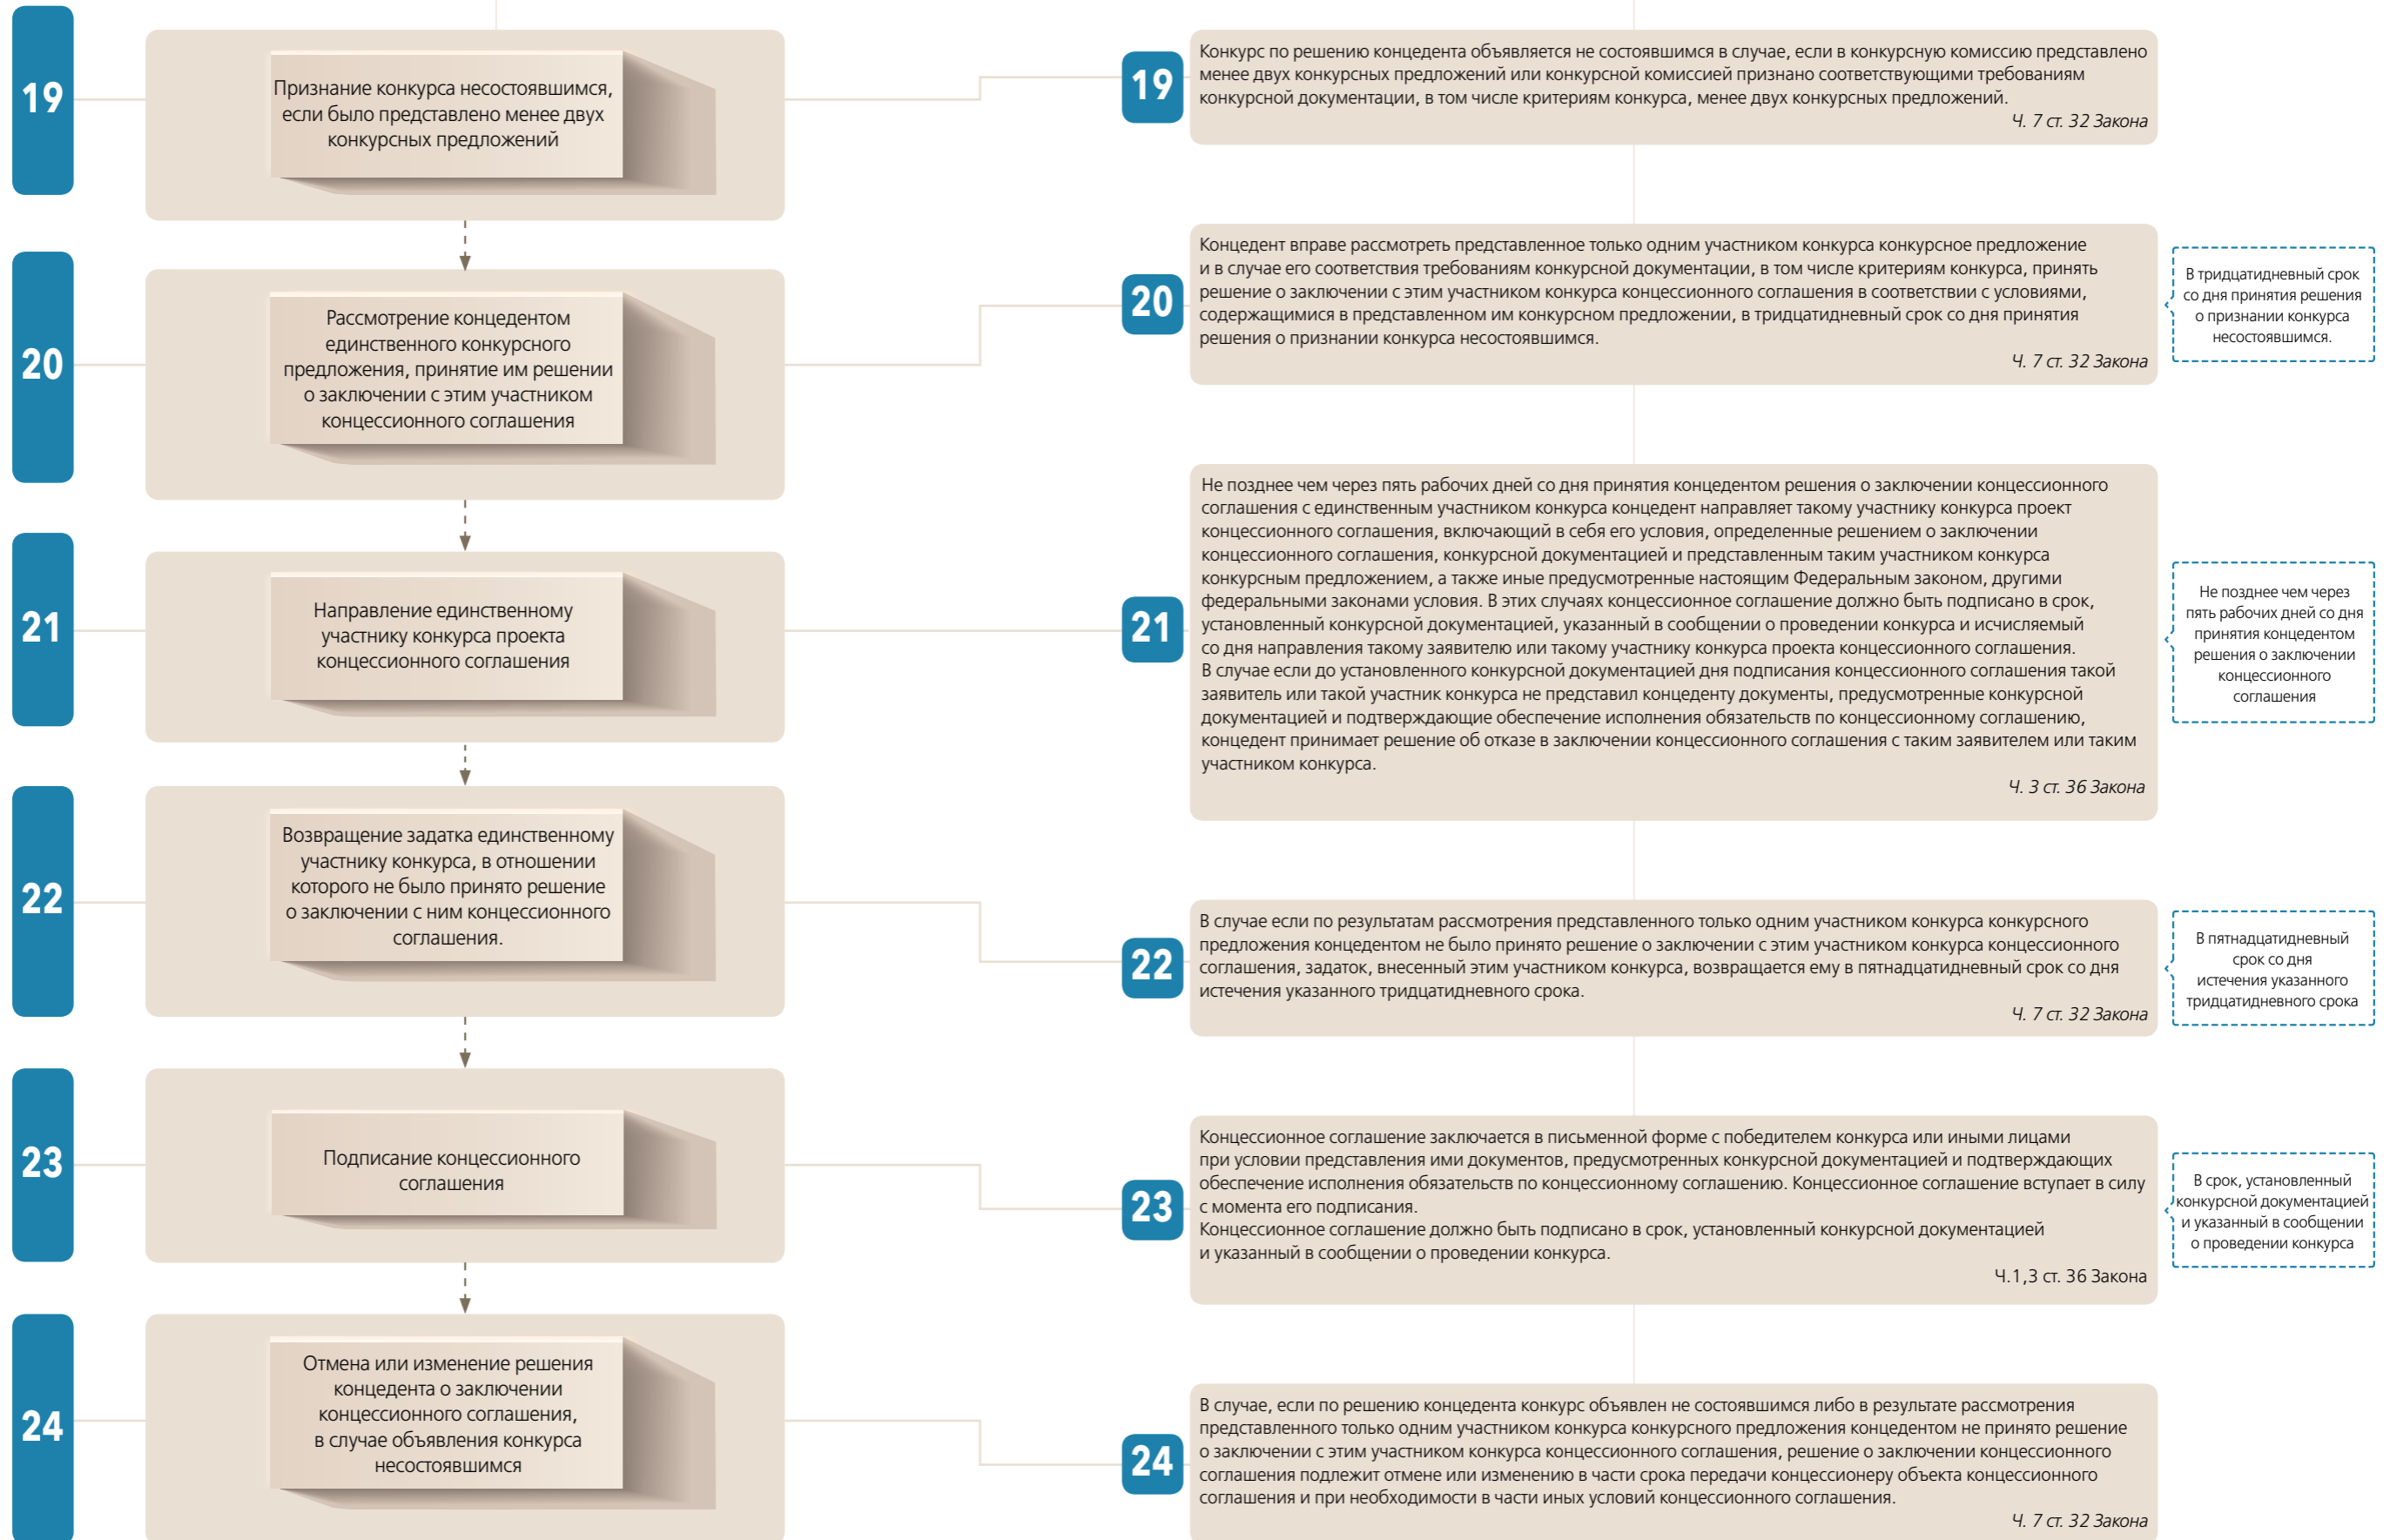 19
Признание конкурса несостоявшимся,
если было представлено менее двух
конкурсных предложений
19
Конкурс по решению концедента объявляется не состоявшимся в случае, если в конкурсную комиссию представлено
менее двух конкурсных предложений или конкурсной комиссией признано соответствующими требованиям
конкурсной документации, в том числе критериям конкурса, менее двух конкурсных предложений.
Ч. 7 ст. 32 Закона
20
Рассмотрение концедентом
единственного конкурсного
предложения, принятие им решении
о заключении с этим участником
концессионного соглашения
20
Концедент вправе рассмотреть представленное только одним участником конкурса конкурсное предложение
и в случае его соответствия требованиям конкурсной документации, в том числе критериям конкурса, принять
решение о заключении с этим участником конкурса концессионного соглашения в соответствии с условиями,
содержащимися в представленном им конкурсном предложении, в тридцатидневный срок со дня принятия
решения о признании конкурса несостоявшимся.
Ч. 7 ст. 32 Закона
В тридцатидневный срок
со дня принятия решения
о признании конкурса
несостоявшимся.
21
Направление единственному
участнику конкурса проекта
концессионного соглашения
21
Не позднее чем через пять рабочих дней со дня принятия концедентом решения о заключении концессионного
соглашения с единственным участником конкурса концедент направляет такому участнику конкурса проект
концессионного соглашения, включающий в себя его условия, определенные решением о заключении
концессионного соглашения, конкурсной документацией и представленным таким участником конкурса
конкурсным предложением, а также иные предусмотренные настоящим Федеральным законом, другими
федеральными законами условия. В этих случаях концессионное соглашение должно быть подписано в срок,
установленный конкурсной документацией, указанный в сообщении о проведении конкурса и исчисляемый
со дня направления такому заявителю или такому участнику конкурса проекта концессионного соглашения.
В случае если до установленного конкурсной документацией дня подписания концессионного соглашения такой
заявитель или такой участник конкурса не представил концеденту документы, предусмотренные конкурсной
документацией и подтверждающие обеспечение исполнения обязательств по концессионному соглашению,
концедент принимает решение об отказе в заключении концессионного соглашения с таким заявителем или таким
участником конкурса.
Ч. 3 ст. 36 Закона
Не позднее чем через
пять рабочих дней со дня
принятия концедентом
решения о заключении
концессионного
соглашения
22
Возвращение задатка единственному
участнику конкурса, в отношении
которого не было принято решение
о заключении с ним концессионного
соглашения.
22
В случае если по результатам рассмотрения представленного только одним участником конкурса конкурсного
предложения концедентом не было принято решение о заключении с этим участником конкурса концессионного
соглашения, задаток, внесенный этим участником конкурса, возвращается ему в пятнадцатидневный срок со дня
истечения указанного тридцатидневного срока.
Ч. 7 ст. 32 Закона
В пятнадцатидневный
срок со дня
истечения указанного
тридцатидневного срока
23
Подписание концессионного
соглашения
23
Концессионное соглашение заключается в письменной форме с победителем конкурса или иными лицами
при условии представления ими документов, предусмотренных конкурсной документацией и подтверждающих
обеспечение исполнения обязательств по концессионному соглашению. Концессионное соглашение вступает в силу
с момента его подписания.
Концессионное соглашение должно быть подписано в срок, установленный конкурсной документацией
и указанный в сообщении о проведении конкурса.
Ч.1,3 ст. 36 Закона
В срок, установленный
конкурсной документацией
и указанный в сообщении
о проведении конкурса
24
Отмена или изменение решения
концедента о заключении
концессионного соглашения,
в случае объявления конкурса
несостоявшимся
24
В случае, если по решению концедента конкурс объявлен не состоявшимся либо в результате рассмотрения
представленного только одним участником конкурса конкурсного предложения концедентом не принято решение
о заключении с этим участником конкурса концессионного соглашения, решение о заключении концессионного
соглашения подлежит отмене или изменению в части срока передачи концессионеру объекта концессионного
соглашения и при необходимости в части иных условий концессионного соглашения.
Ч. 7 ст. 32 Закона